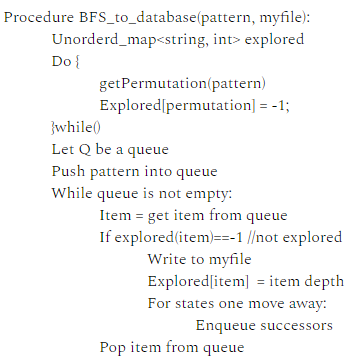 Procedure BFS_to_database(pattern, myfile):
Unorderd_map<string, int> explored
Do {
getPermutation(pattern)
Explored[permutation] = -1;
}while()
Let Q be a queue
Push pattern into queue
While queue is not empty:
Item = get item from queue
If explored(item)==-1 //not explored
Write to myfile
Explored[item]  = item depth
For states one move away:
Enqueue successors
Pop item from queue